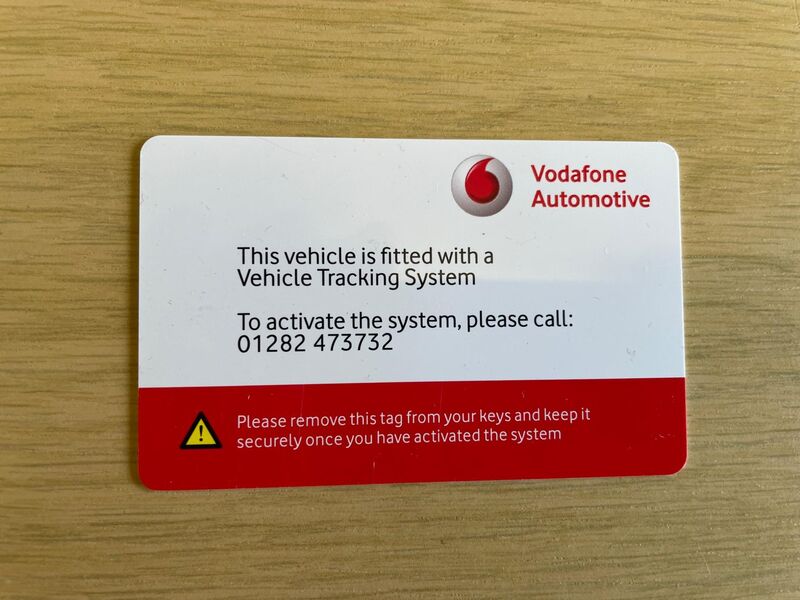 Vodafone
Automotive
This vehicle is fitted with a
Vehicle Tracking System
To activate the system, please call:
01282 473732
Please remove this tag from your keys and keep it
securely once you have activated the system